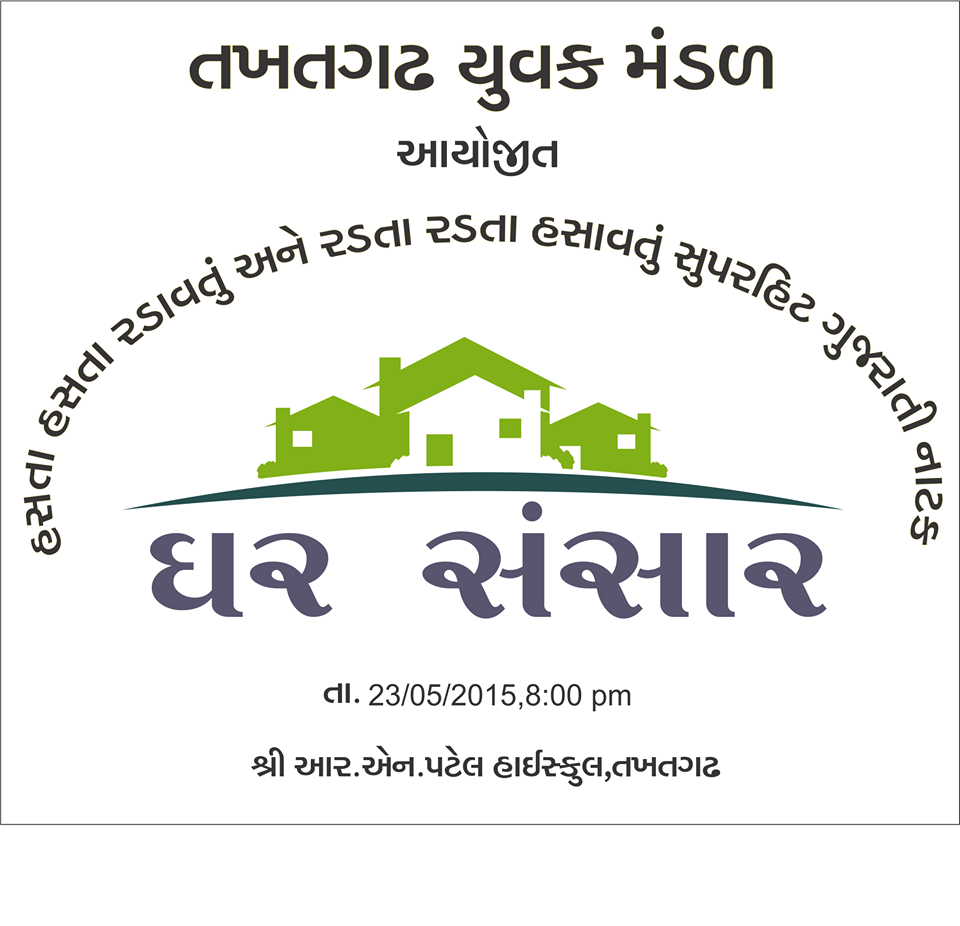 તખતગઢ યુવક મંડળ
આયોજીત
હસતા હસતા રડાવતું અને રડતા રડતા હસાવતું સુપરહિટ ગુજરાતી નાટક
ઘર સંસાર
તા. 23/05/2015,8:00 pm
શ્રી આર.એન.પટેલ હાઈસ્કુલ,તખતગઢ